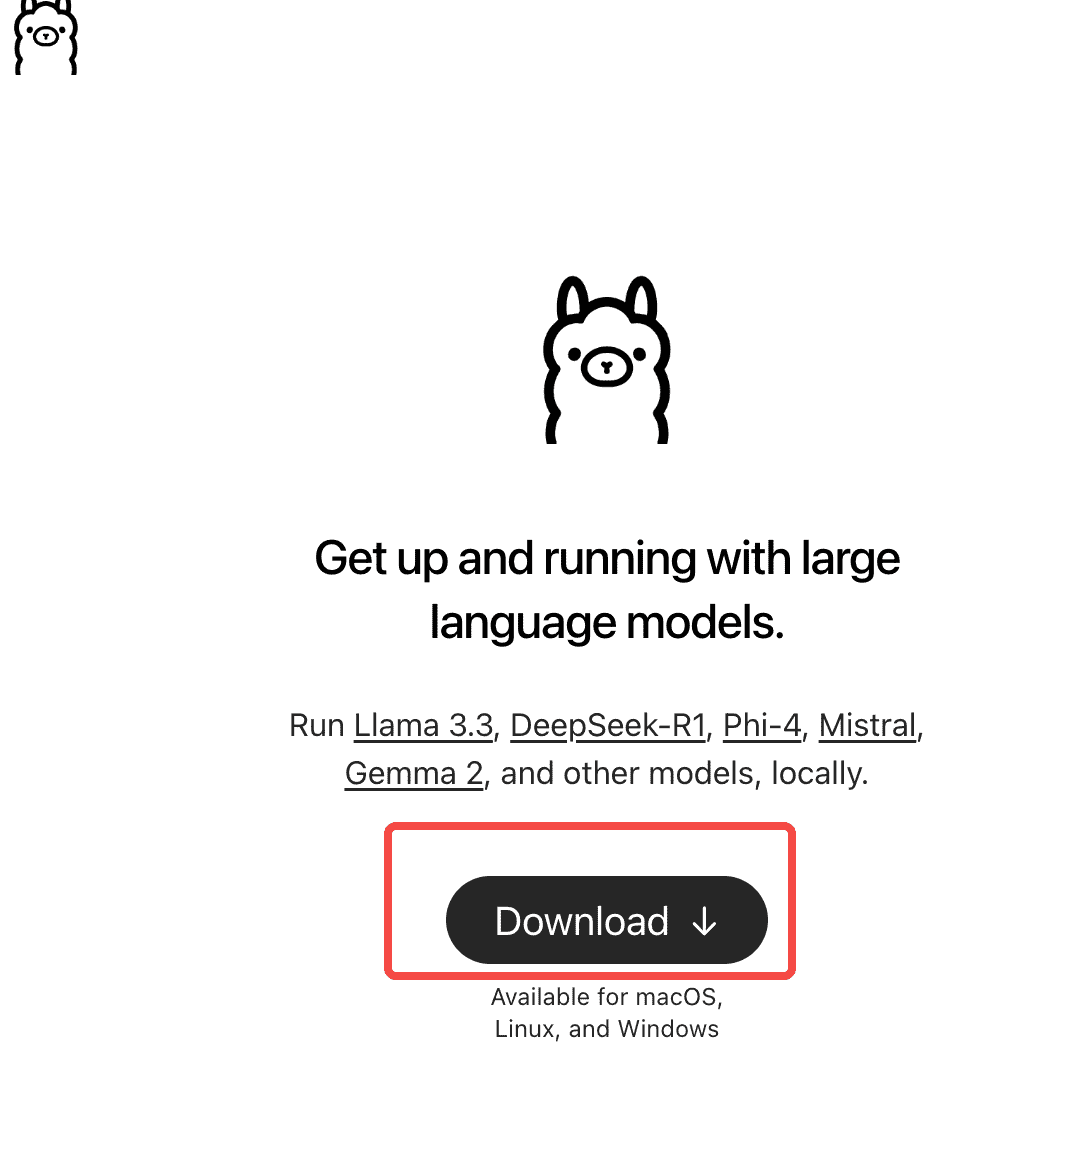 Get up and running with large
language models.
Run Llama 3.3, DeepSeek-R1, Phi-4, Mistral,
Gemma 2, and other models, locally.
Download ↓
Available for macOS,
Linux, and Windows